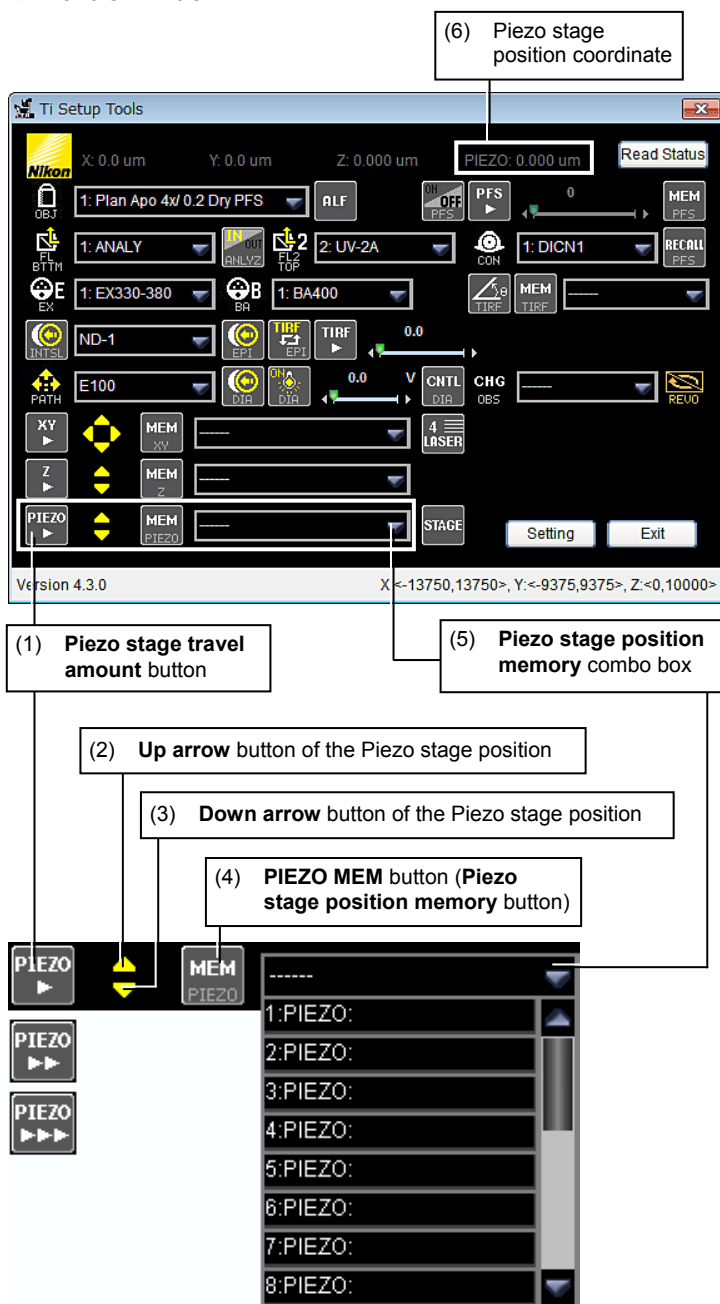 (6) Piezo stage
position coordinate
Ti Setup Tools
Nikon X: 0.0 um Y: 0.0 um Z: 0.000 um PIEZO: 0.000 um Read Status
OBJ 1: Plan Apo 4x/ 0.2 Dry PFS ALF ON OFF PFS PFS 0 MEM PFS
FL BTTM 1: ANALY IN OUT ANLYZ 2 FL2 TOP 2: UV-2A CON 1: DICN1 RECALL PFS
E EX 1: EX330-380 B BA 1: BA400 θ TIRF MEM TIRF -----
INTSL ND-1 EPI TIRF EPI TIRF 0.0
PATH E100 DIA ON DIA 0.0 V CNTL DIA CHG OBS ----- REVO
XY MEM XY ----- 4 LASER
Z MEM Z -----
PIEZO MEM PIEZO ----- STAGE Setting Exit
Version 4.3.0 X:<-13750,13750>, Y:<-9375,9375>, Z:<0,10000>
(1) Piezo stage travel
amount button
(5) Piezo stage position
memory combo box
(2) Up arrow button of the Piezo stage position
(3) Down arrow button of the Piezo stage position
(4) PIEZO MEM button (Piezo
stage position memory button)
PIEZO MEM PIEZO ------
1:PIEZO:
PIEZO
2:PIEZO:
3:PIEZO:
PIEZO
4:PIEZO:
5:PIEZO:
6:PIEZO:
7:PIEZO:
8:PIEZO: